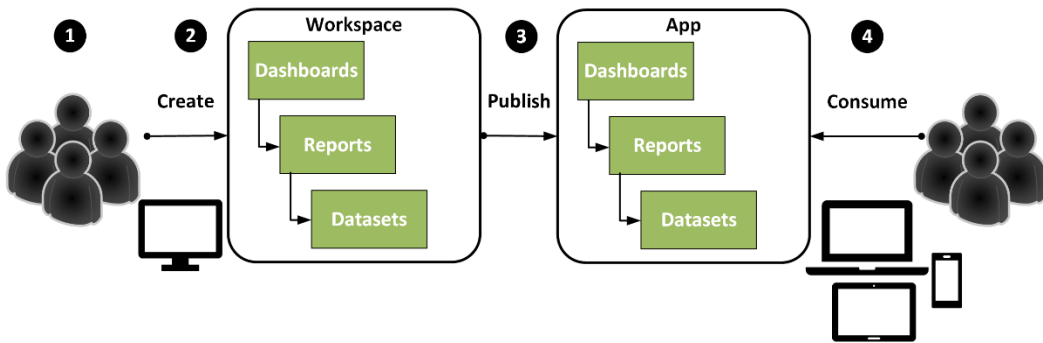 1
2
Create
Workspace
Dashboards
Reports
Datasets
3
Publish
App
Dashboards
Reports
Datasets
4
Consume